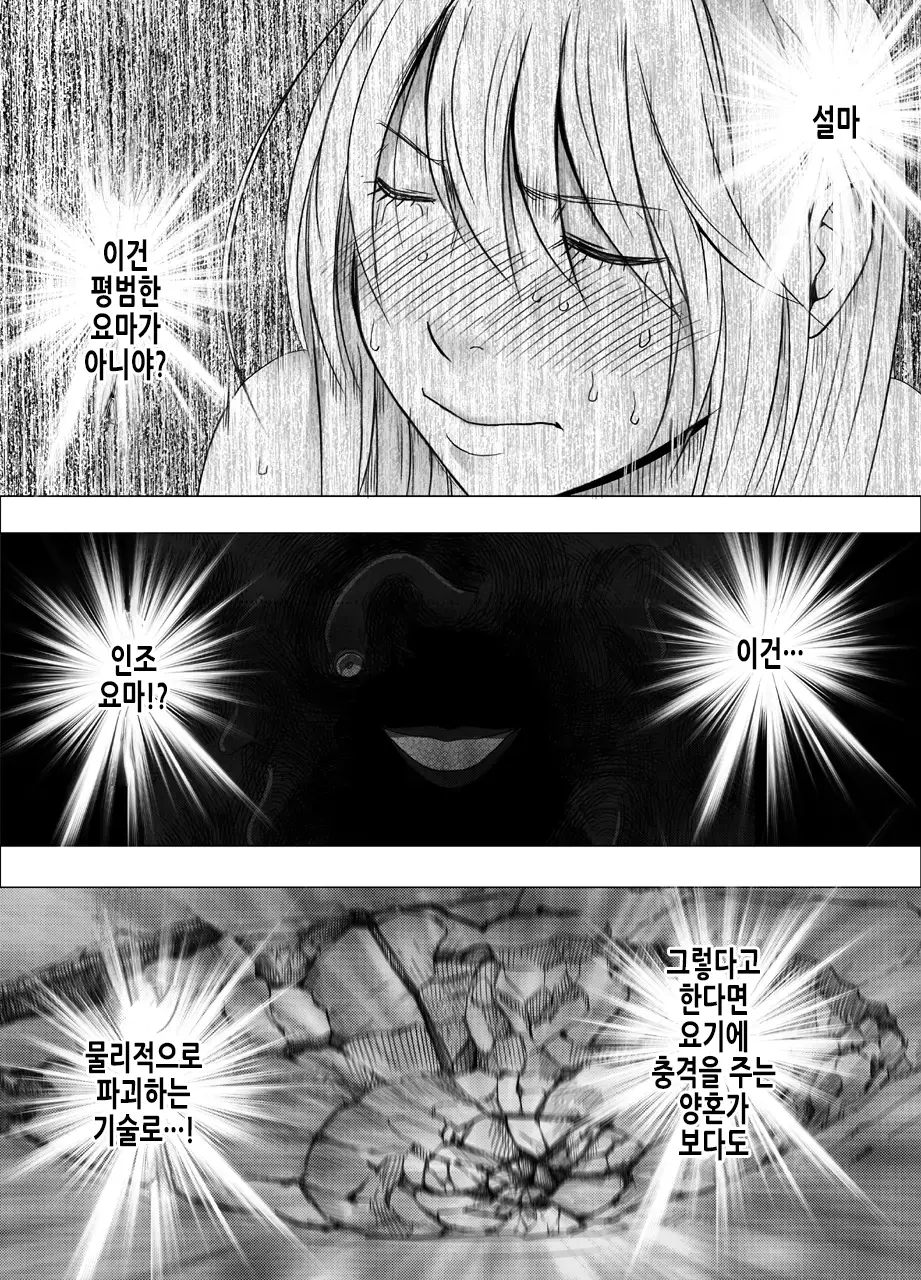 설마
이건
평범한
요마가
아니야?
이건…
인조
요마!?
그렇다고
한다면
요기에
충격을 주는
양혼가
보다도
물리적으로
파괴하는
기술로…!